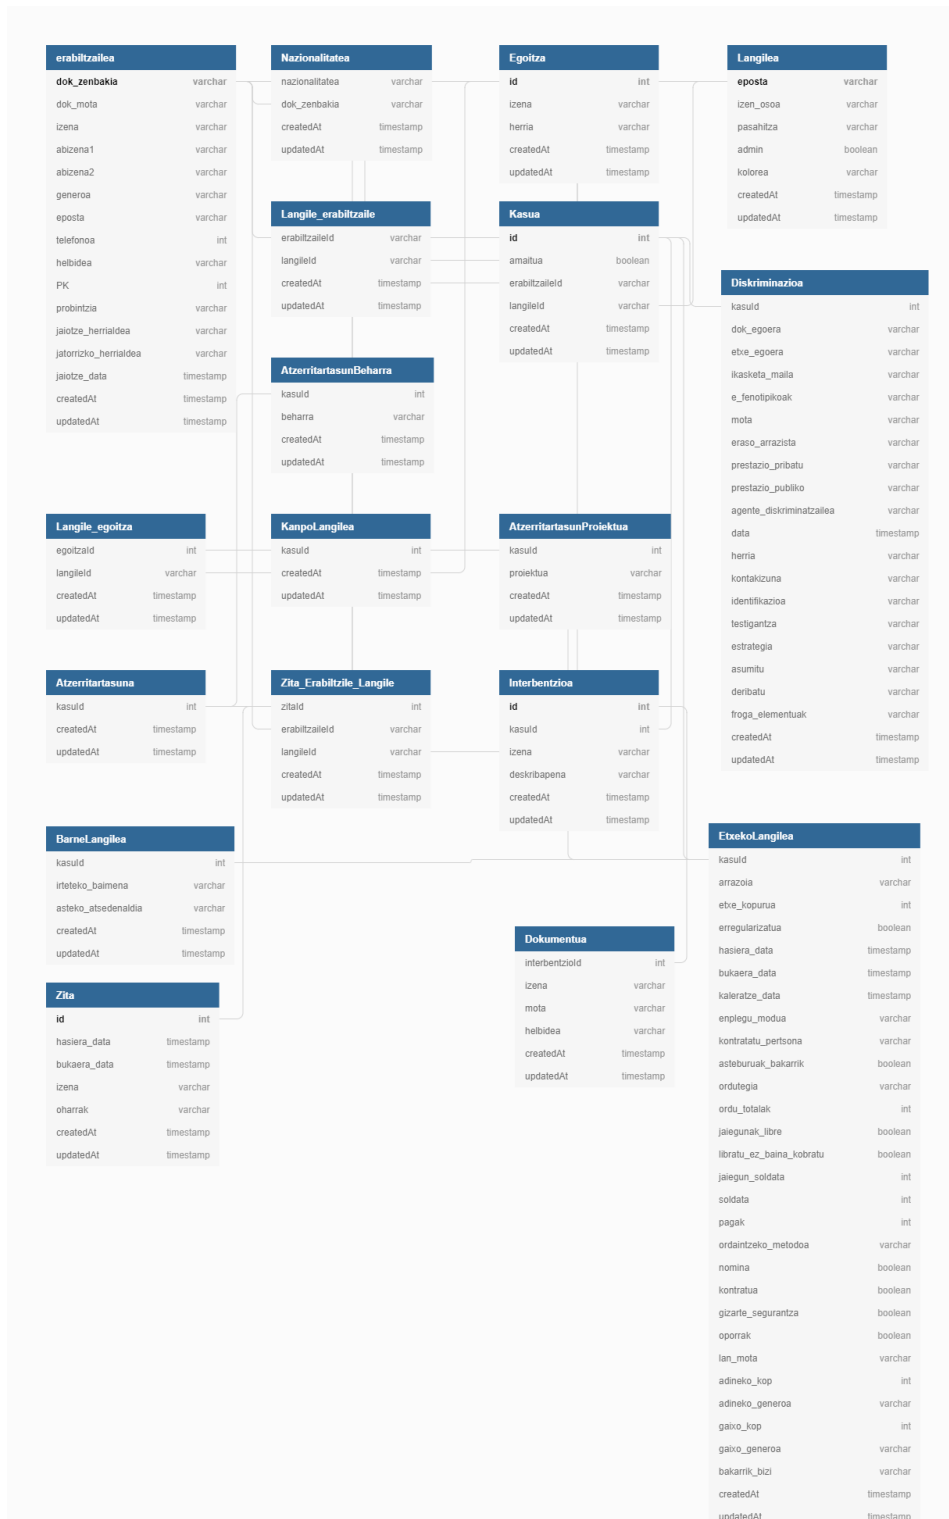 erabiltzailea
dok_zenbakia varchar
dok_mota varchar
izena varchar
abizena1 varchar
abizena2 varchar
generoa varchar
eposta varchar
telefonoa int
helbidea varchar
PK int
probintzia varchar
jaiotze_herrialdea varchar
jatorrizko_herrialdea varchar
jaiotze_data timestamp
createdAt timestamp
updatedAt timestamp
Nazionalitatea
nazionalitatea varchar
dok_zenbakia varchar
createdAt timestamp
updatedAt timestamp
Egoitza
id int
izena varchar
herria varchar
createdAt timestamp
updatedAt timestamp
Langilea
eposta varchar
izen_osoa varchar
pasahitza varchar
admin boolean
kolorea varchar
createdAt timestamp
updatedAt timestamp
Langile_erabiltzaile
erabiltzaileId varchar
langileId varchar
createdAt timestamp
updatedAt timestamp
Kasua
id int
amaitua boolean
erabiltzaileId varchar
langileId varchar
createdAt timestamp
updatedAt timestamp
Diskriminazioa
kasuId int
dok_egoera varchar
etxe_egoera varchar
ikasketa_maila varchar
e_fenotipikoak varchar
mota varchar
eraso_arrazista varchar
prestazio_pribatu varchar
prestazio_publiko varchar
agente_diskriminatzailea varchar
data timestamp
herria varchar
kontakizuna varchar
identifikazioa varchar
testigantza varchar
estrategia varchar
asumitu varchar
deribatu varchar
froga_elementuak varchar
createdAt timestamp
updatedAt timestamp
AtzerritartasunBeharra
kasuId int
beharra varchar
createdAt timestamp
updatedAt timestamp
Langile_egoitza
egoitzaId int
langileId varchar
createdAt timestamp
updatedAt timestamp
KanpoLangilea
kasuId int
createdAt timestamp
updatedAt timestamp
AtzerritartasunProiektua
kasuId int
proiektua varchar
createdAt timestamp
updatedAt timestamp
Atzerritartasuna
kasuId int
createdAt timestamp
updatedAt timestamp
Zita_Erabiltzile_Langile
zitaId int
erabiltzaileId varchar
langileId varchar
createdAt timestamp
updatedAt timestamp
Interbentzioa
id int
kasuId int
izena varchar
deskribapena varchar
createdAt timestamp
updatedAt timestamp
BarneLangilea
kasuId int
irteteko_baimena varchar
asteko_atsedenaldia varchar
createdAt timestamp
updatedAt timestamp
EtxekoLangilea
kasuId int
arrazoia varchar
etxe_kopurua int
erregularizatua boolean
hasiera_data timestamp
bukaera_data timestamp
kaleratze_data timestamp
enplegu_modua varchar
kontratatu_pertsona varchar
asteburuak_bakarrik boolean
ordutegia varchar
ordu_totalak int
jaiegunak_libre boolean
libratu_ez_baina_kobratu boolean
jaiegun_soldata int
soldata int
pagak int
ordaintzeko_metodoa varchar
nomina boolean
kontratua boolean
gizarte_segurantza boolean
oporrak boolean
lan_mota varchar
adineko_kop int
adineko_generoa varchar
gaixo_kop int
gaixo_generoa varchar
bakarrik_bizi varchar
createdAt timestamp
updatedAt timestamp
Dokumentua
interbentzioId int
izena varchar
mota varchar
helbidea varchar
createdAt timestamp
updatedAt timestamp
Zita
id int
hasiera_data timestamp
bukaera_data timestamp
izena varchar
oharrak varchar
createdAt timestamp
updatedAt timestamp